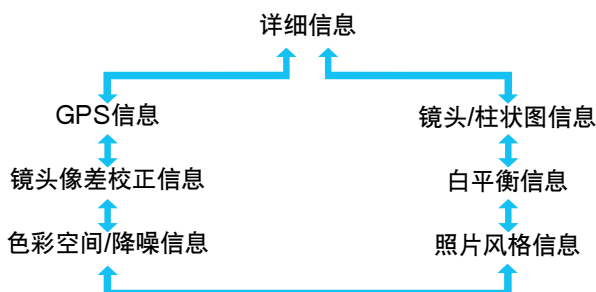 详细信息
GPS信息
镜头/柱状图信息
镜头像差校正信息
白平衡信息
色彩空间/降噪信息
照片风格信息